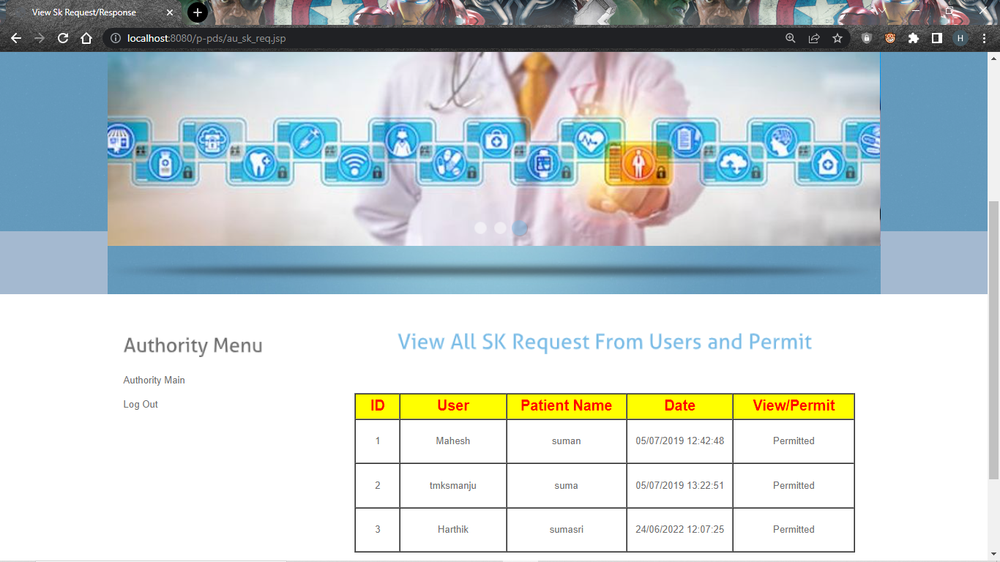 View Sk Request/Response
localhost:8080/p-pds/au_sk_req.jsp
H
Authority Menu
Authority Main
Log Out
View All SK Request From Users and Permit
ID User Patient Name Date View/Permit
1 Mahesh suman 05/07/2019 12:42:48 Permitted
2 tmksmanju suma 05/07/2019 13:22:51 Permitted
3 Harthik sumasri 24/06/2022 12:07:25 Permitted